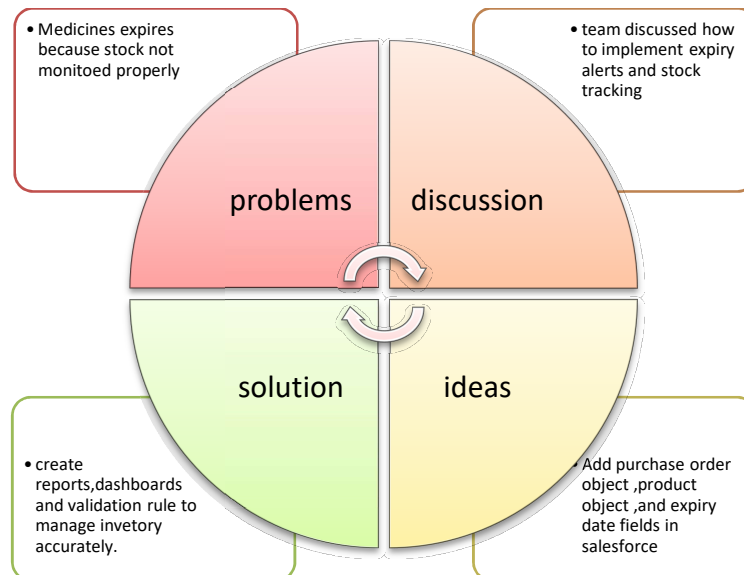 • Medicines expires
because stock not
monitoed properly
• team discussed how
to implement expiry
alerts and stock
tracking
problems
discussion
solution
ideas
• create
reports,dashboards
and validation rule to
manage invetory
accurately.
• Add purchase order
object ,product
object ,and expiry
date fields in
salesforce